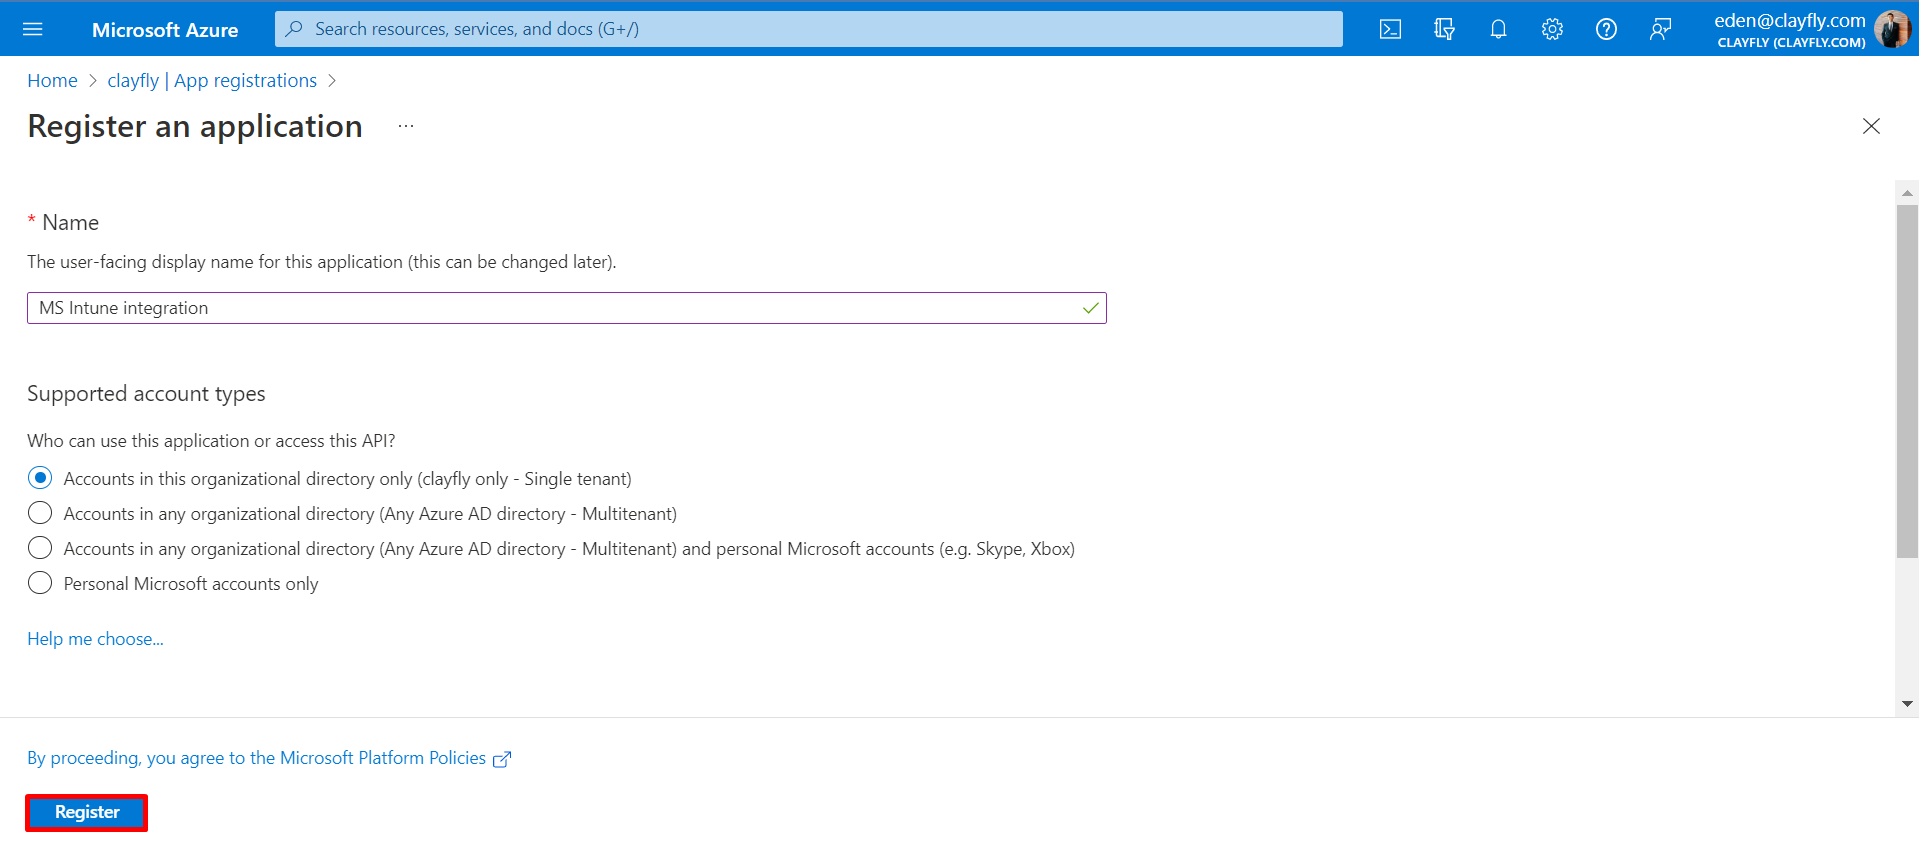 Microsoft Azure
Search resources, services, and docs (G+/)
eden@clayfly.com
CLAYFLY (CLAYFLY.COM)
Home
clayfly | App registrations
Register an application
...
* Name
The user-facing display name for this application (this can be changed later).
MS Intune integration
Supported account types
Who can use this application or access this API?
Accounts in this organizational directory only (clayfly only - Single tenant)
Accounts in any organizational directory (Any Azure AD directory - Multitenant)
Accounts in any organizational directory (Any Azure AD directory - Multitenant) and personal Microsoft accounts (e.g. Skype, Xbox)
Personal Microsoft accounts only
Help me choose...
By proceeding, you agree to the Microsoft Platform Policies
Register